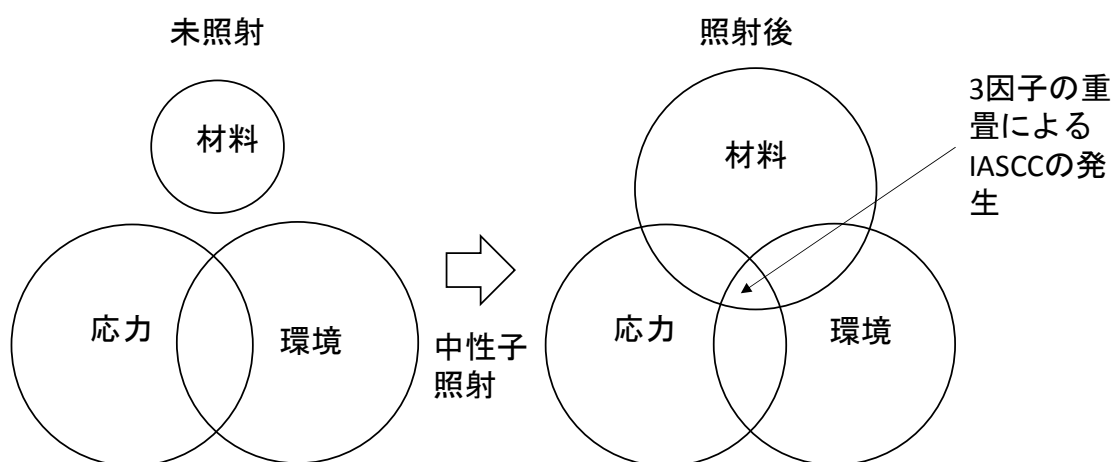 未照射
材料
応力
環境
中性子
照射
照射後
材料
応力
環境
3因子の重
畳による
IASCCの発
生